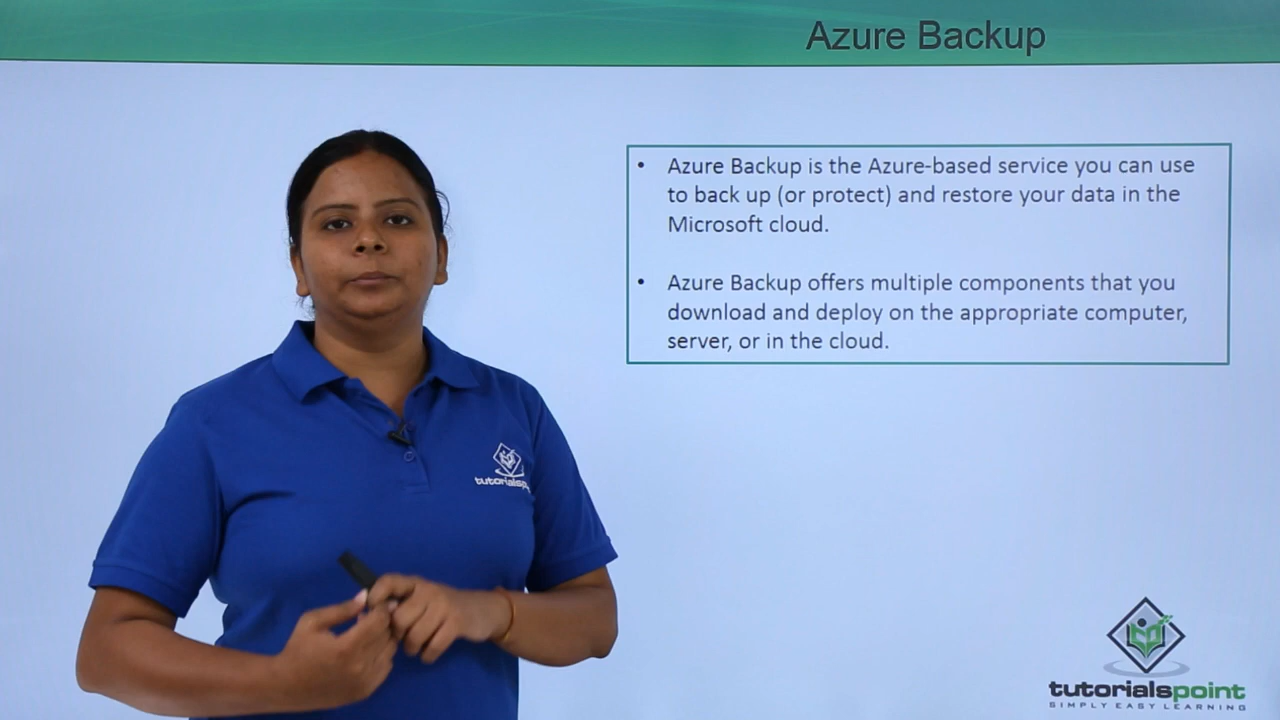 Azure Backup
• Azure Backup is the Azure-based service you can use
to back up (or protect) and restore your data in the
Microsoft cloud.
• Azure Backup offers multiple components that you
download and deploy on the appropriate computer,
server, or in the cloud.
tutorialsp
tutorialspoint
SIMPLY EASY LEARNING